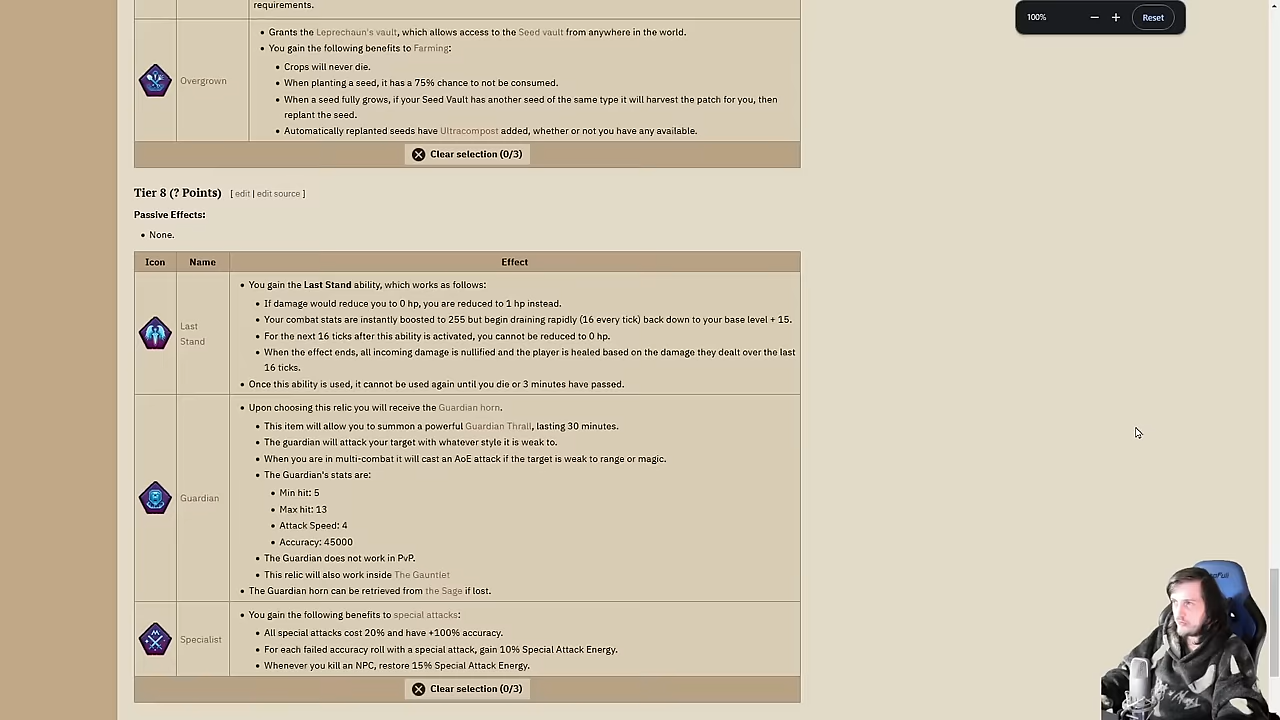 requirements.
100%
Reset
Grants the Leprechaun's vault, which allows access to the Seed vault from anywhere in the world.
You gain the following benefits to Farming:
Crops will never die.
Overgrown
When planting a seed, it has a 75% chance to not be consumed.
When a seed fully grows, if your Seed Vault has another seed of the same type it will harvest the patch for you, then
replant the seed.
Automatically replanted seeds have Ultracompost added, whether or not you have any available.
Clear selection (0/3)
Tier 8 (? Points) [ edit | edit source ]
Passive Effects:
None.
Icon Name Effect
You gain the Last Stand ability, which works as follows:
If damage would reduce you to 0 hp, you are reduced to 1 hp instead.
Your combat stats are instantly boosted to 255 but begin draining rapidly (16 every tick) back down to your base level + 15.
Last
Stand
For the next 16 ticks after this ability is activated, you cannot be reduced to 0 hp.
When the effect ends, all incoming damage is nullified and the player is healed based on the damage they dealt over the last
16 ticks.
Once this ability is used, it cannot be used again until you die or 3 minutes have passed.
Upon choosing this relic you will receive the Guardian horn.
This item will allow you to summon a powerful Guardian Thrall, lasting 30 minutes.
The guardian will attack your target with whatever style it is weak to.
When you are in multi-combat it will cast an AoE attack if the target is weak to range or magic.
The Guardian's stats are:
Min hit: 5
Guardian
Max hit: 13
Attack Speed: 4
Accuracy: 45000
The Guardian does not work in PvP.
This relic will also work inside The Gauntlet
The Guardian horn can be retrieved from the Sage if lost.
You gain the following benefits to special attacks:
All special attacks cost 20% and have +100% accuracy.
Specialist
For each failed accuracy roll with a special attack, gain 10% Special Attack Energy.
Whenever you kill an NPC, restore 15% Special Attack Energy.
Clear selection (0/3)